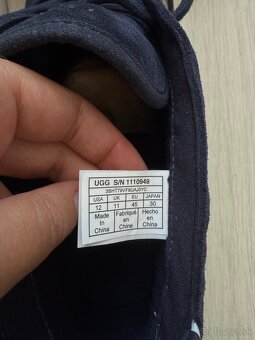 UGG S/N 1110949
USA UK EU JAPAN
12 11 45 30
Made Fabriqué Hecho
in en en
China Chine China